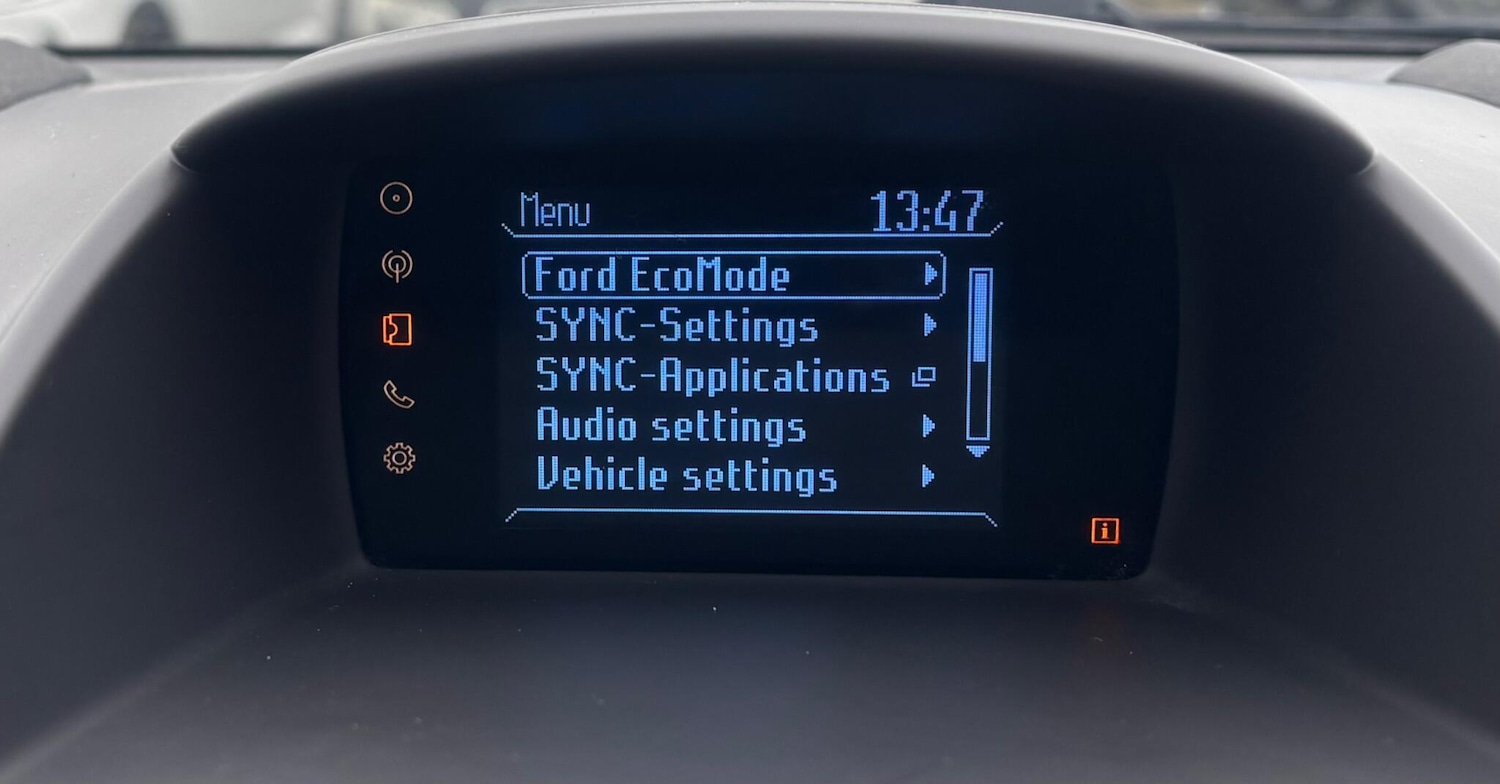 Menu 13:47
Ford EcoMode
SYNC-Settings
SYNC-Applications
Audio settings
Vehicle settings
i